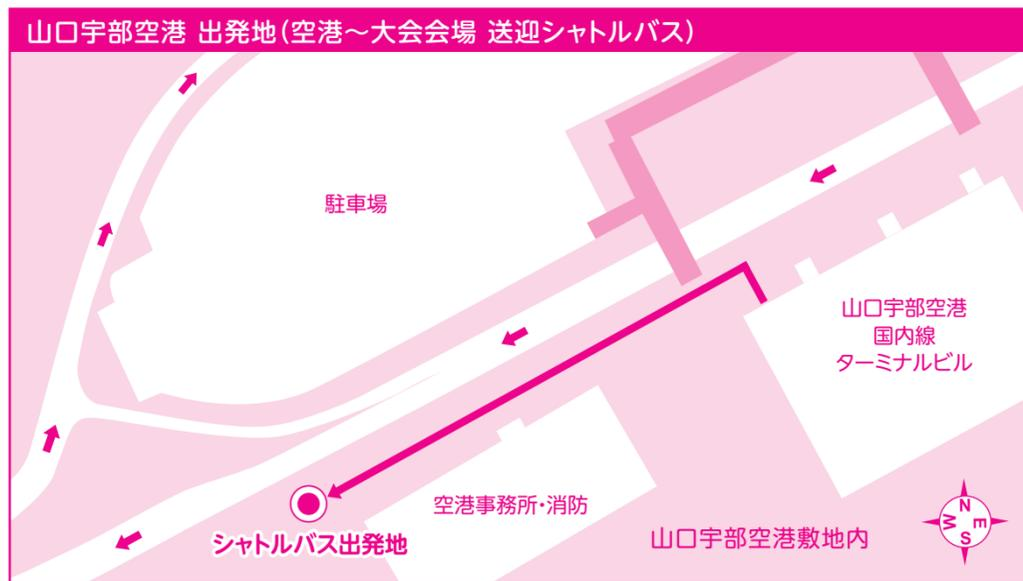 山口宇部空港 出発地(空港～大会会場 送迎シャトルバス)
駐車場
山口宇部空港
国内線
ターミナルビル
空港事務所・消防
シャトルバス出発地
山口宇部空港敷地内
N
W E
S